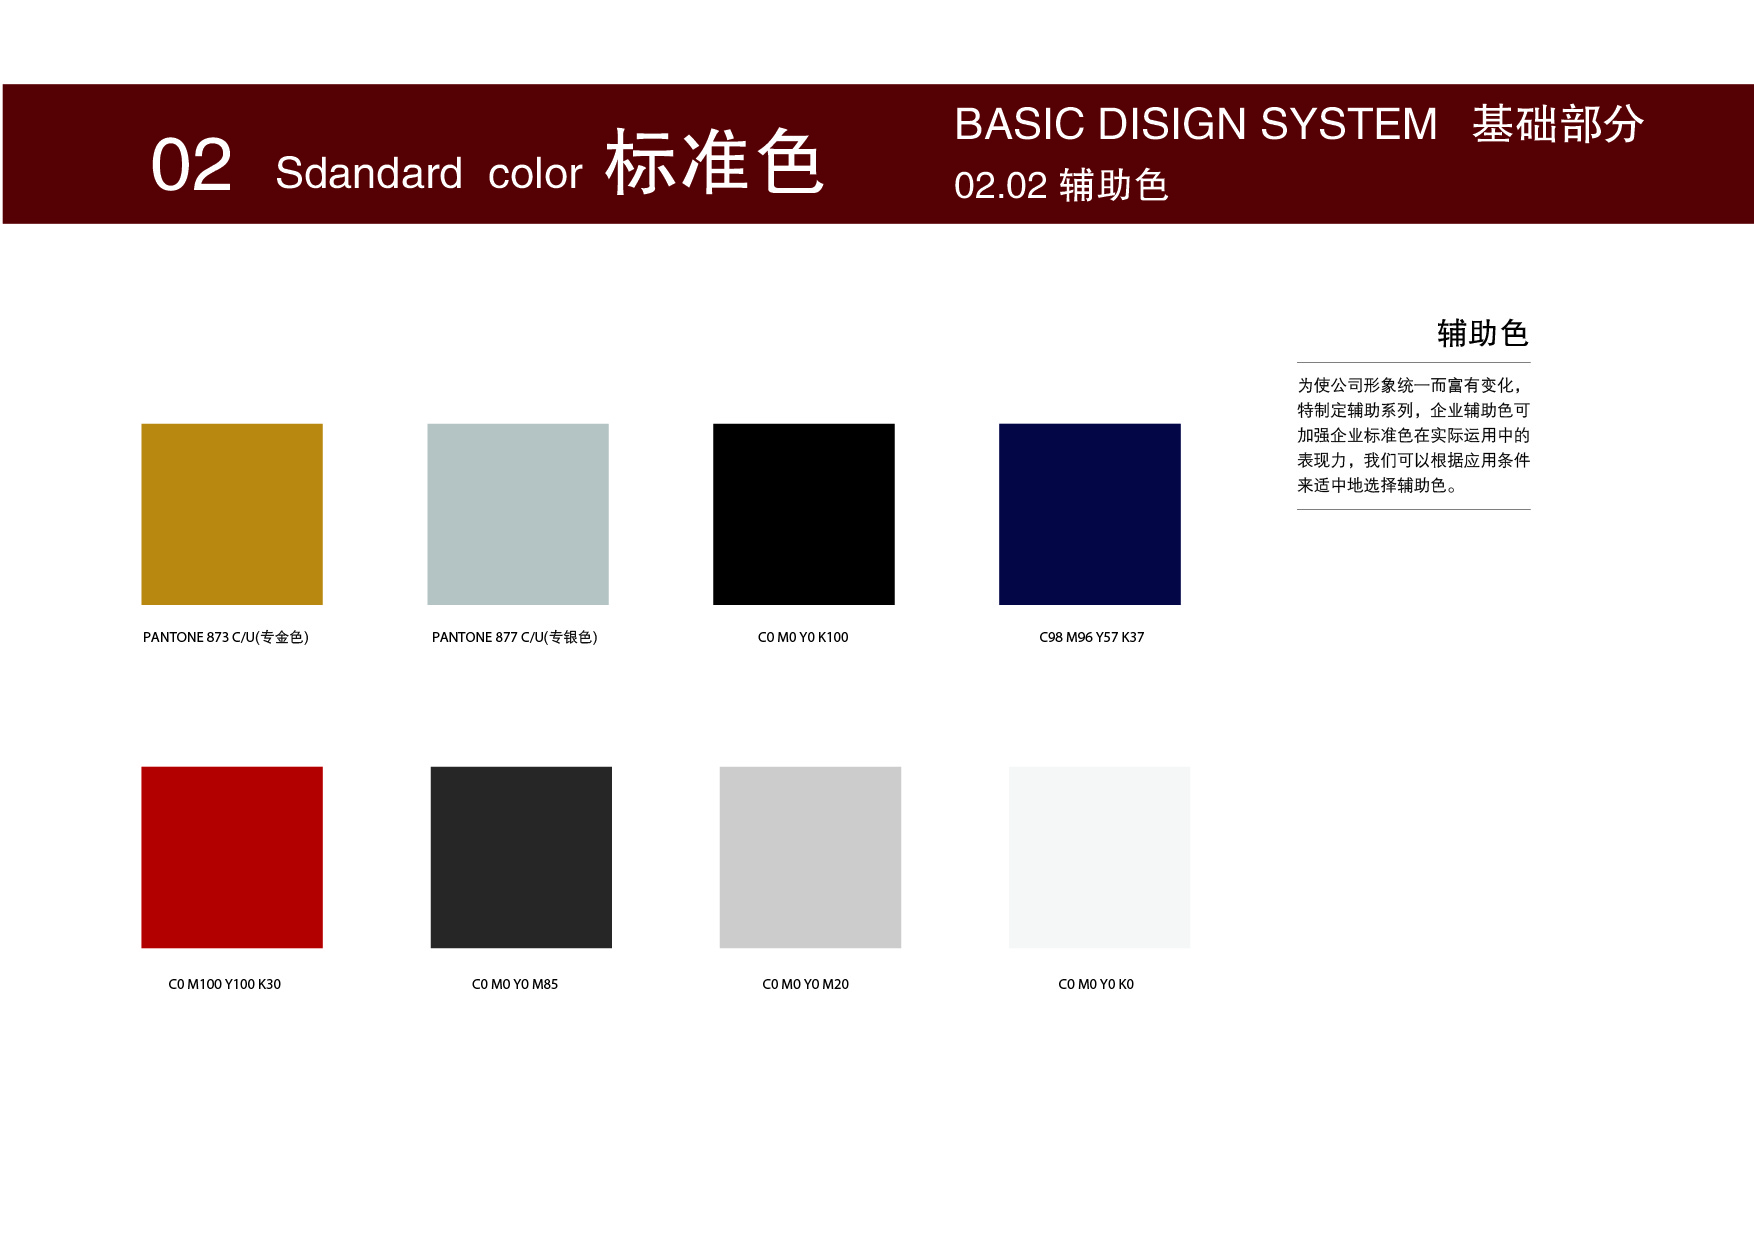 02 Sdandard color 标准色
BASIC DISIGN SYSTEM 基础部分
02.02 辅助色
辅助色
为使公司形象统一而富有变化，
特制定辅助系列，企业辅助色可
加强企业标准色在实际运用中的
表现力，我们可以根据应用条件
来适中地选择辅助色。
PANTONE 873 C/U(专金色)
PANTONE 877 C/U(专银色)
C0 M0 Y0 K100
C98 M96 Y57 K37
C0 M100 Y100 K30
C0 M0 Y0 M85
C0 M0 Y0 M20
C0 M0 Y0 K0